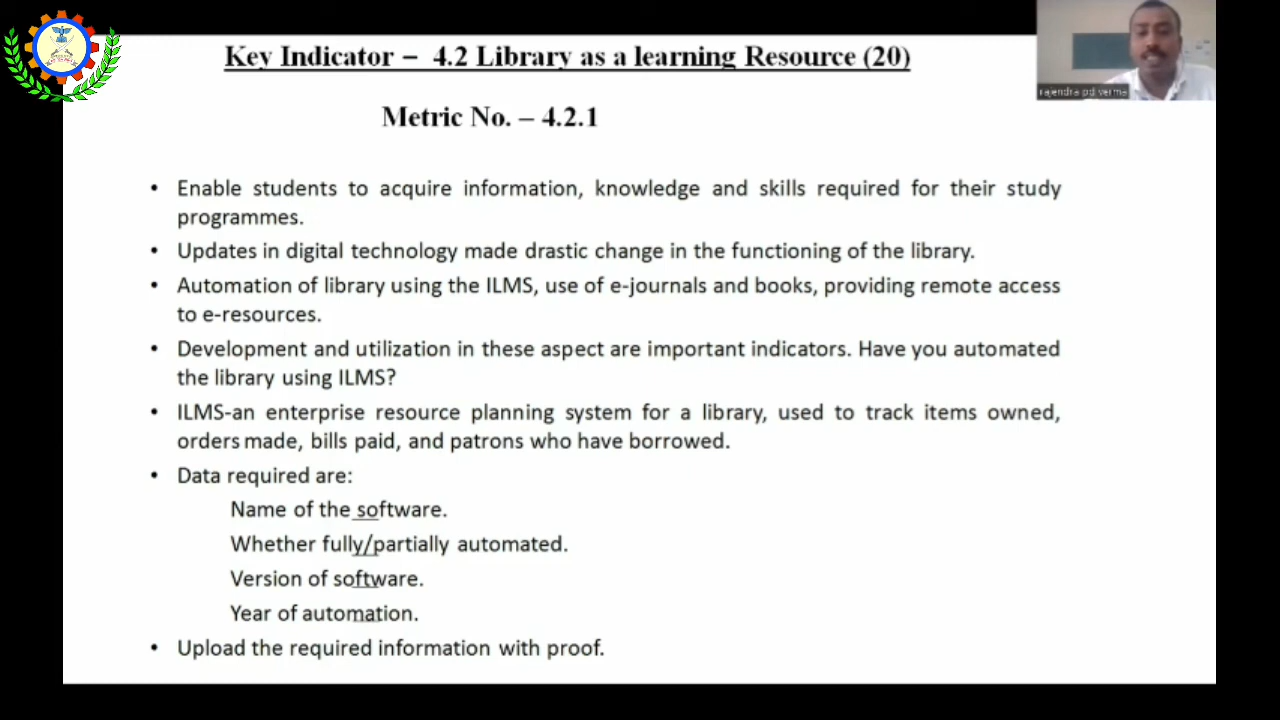 Key Indicator – 4.2 Library as a learning Resource (20)
rajendra pd verma
Metric No. – 4.2.1
• Enable students to acquire information, knowledge and skills required for their study
programmes.
• Updates in digital technology made drastic change in the functioning of the library.
• Automation of library using the ILMS, use of e-journals and books, providing remote access
to e-resources.
• Development and utilization in these aspect are important indicators. Have you automated
the library using ILMS?
• ILMS-an enterprise resource planning system for a library, used to track items owned,
orders made, bills paid, and patrons who have borrowed.
• Data required are:
Name of the software.
Whether fully/partially automated.
Version of software.
Year of automation.
• Upload the required information with proof.